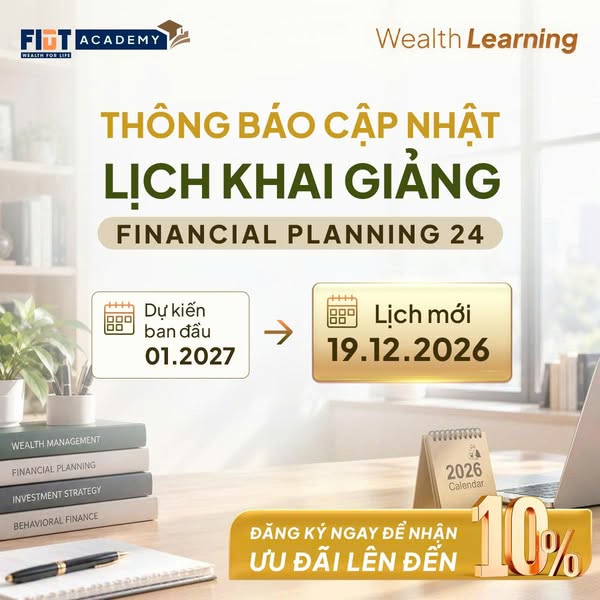 FIDT ACADEMY
WEALTH FOR LIFE
Wealth Learning
THÔNG BÁO CẬP NHẬT
LỊCH KHAI GIẢNG
FINANCIAL PLANNING 24
Dự kiến
ban đầu
01.2027
Lịch mới
19.12.2026
WEALTH MANAGEMENT
FINANCIAL PLANNING
INVESTMENT STRATEGY
BEHAVIORAL FINANCE
2026
Calendar
ĐĂNG KÝ NGAY ĐỂ NHẬN
ƯU ĐÃI LÊN ĐẾN
10%